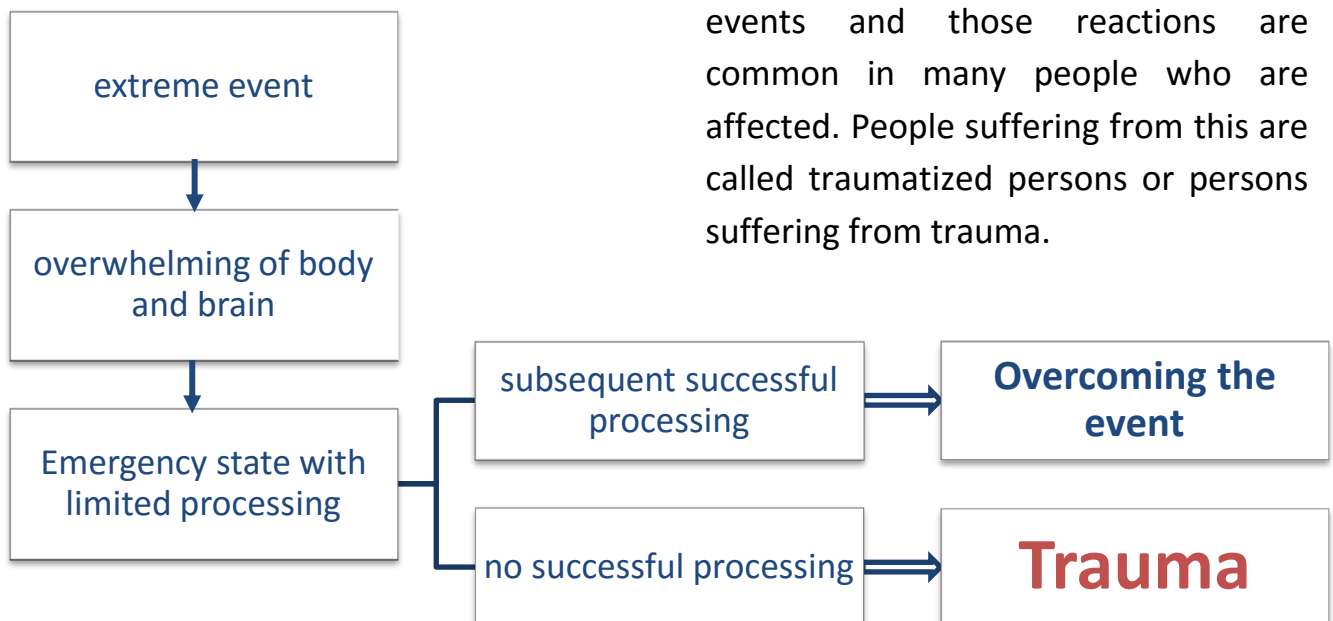 events and those reactions are
common in many people who are
affected. People suffering from this are
called traumatized persons or persons
suffering from trauma.
extreme event
overwhelming of body
and brain
Emergency state with
limited processing
subsequent successful
processing
Overcoming the
event
no successful processing
Trauma